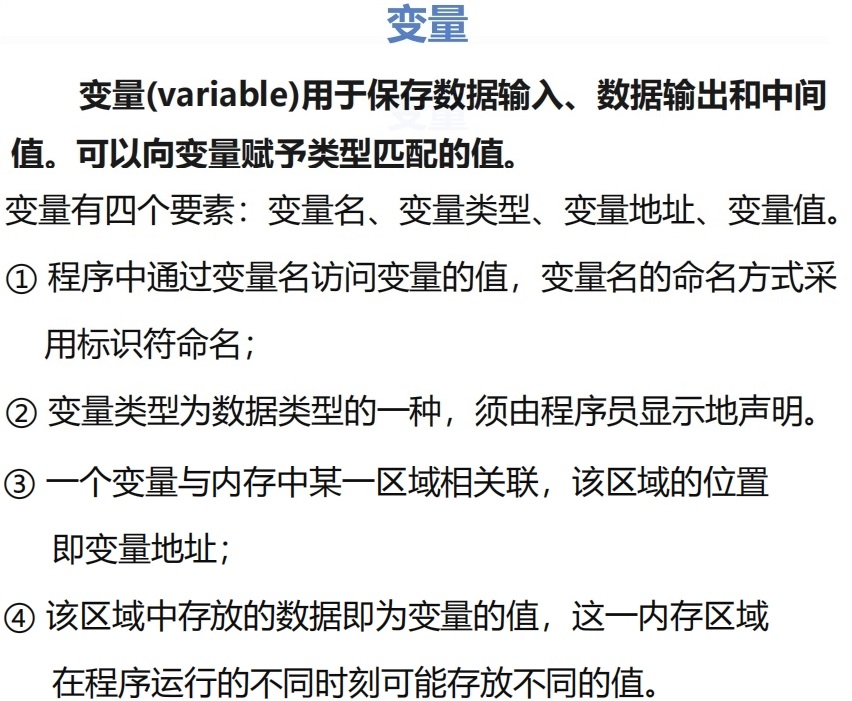 变量
变量(variable)用于保存数据输入、数据输出和中间
值。可以向变量赋予类型匹配的值。
变量有四个要素：变量名、变量类型、变量地址、变量值。
① 程序中通过变量名访问变量的值，变量名的命名方式采
用标识符命名；
② 变量类型为数据类型的一种，须由程序员显示地声明。
③ 一个变量与内存中某一区域相关联，该区域的位置
即变量地址；
④ 该区域中存放的数据即为变量的值，这一内存区域
在程序运行的不同时刻可能存放不同的值。